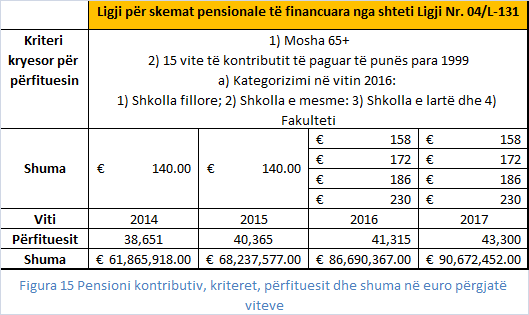 Ligji për skemat pensionale të financuara nga shteti Ligji Nr. 04/L-131
Kriteri kryesor për përfituesin
1) Mosha 65+
2) 15 vite të kontributit të paguar të punës para 1999
a) Kategorizimi në vitin 2016:
1) Shkolla fillore; 2) Shkolla e mesme: 3) Shkolla e lartë dhe 4)
Fakulteti
Shuma € 140.00 € 140.00
€ 158 € 158
€ 172 € 172
€ 186 € 186
€ 230 € 230
Viti 2014 2015 2016 2017
Përfituesit 38,651 40,365 41,315 43,300
Shuma € 61,865,918.00 € 68,237,577.00 € 86,690,367.00 € 90,672,452.00
Figura 15 Pensioni kontributiv, kriteret, përfituesit dhe shuma në euro përgjatë
viteve